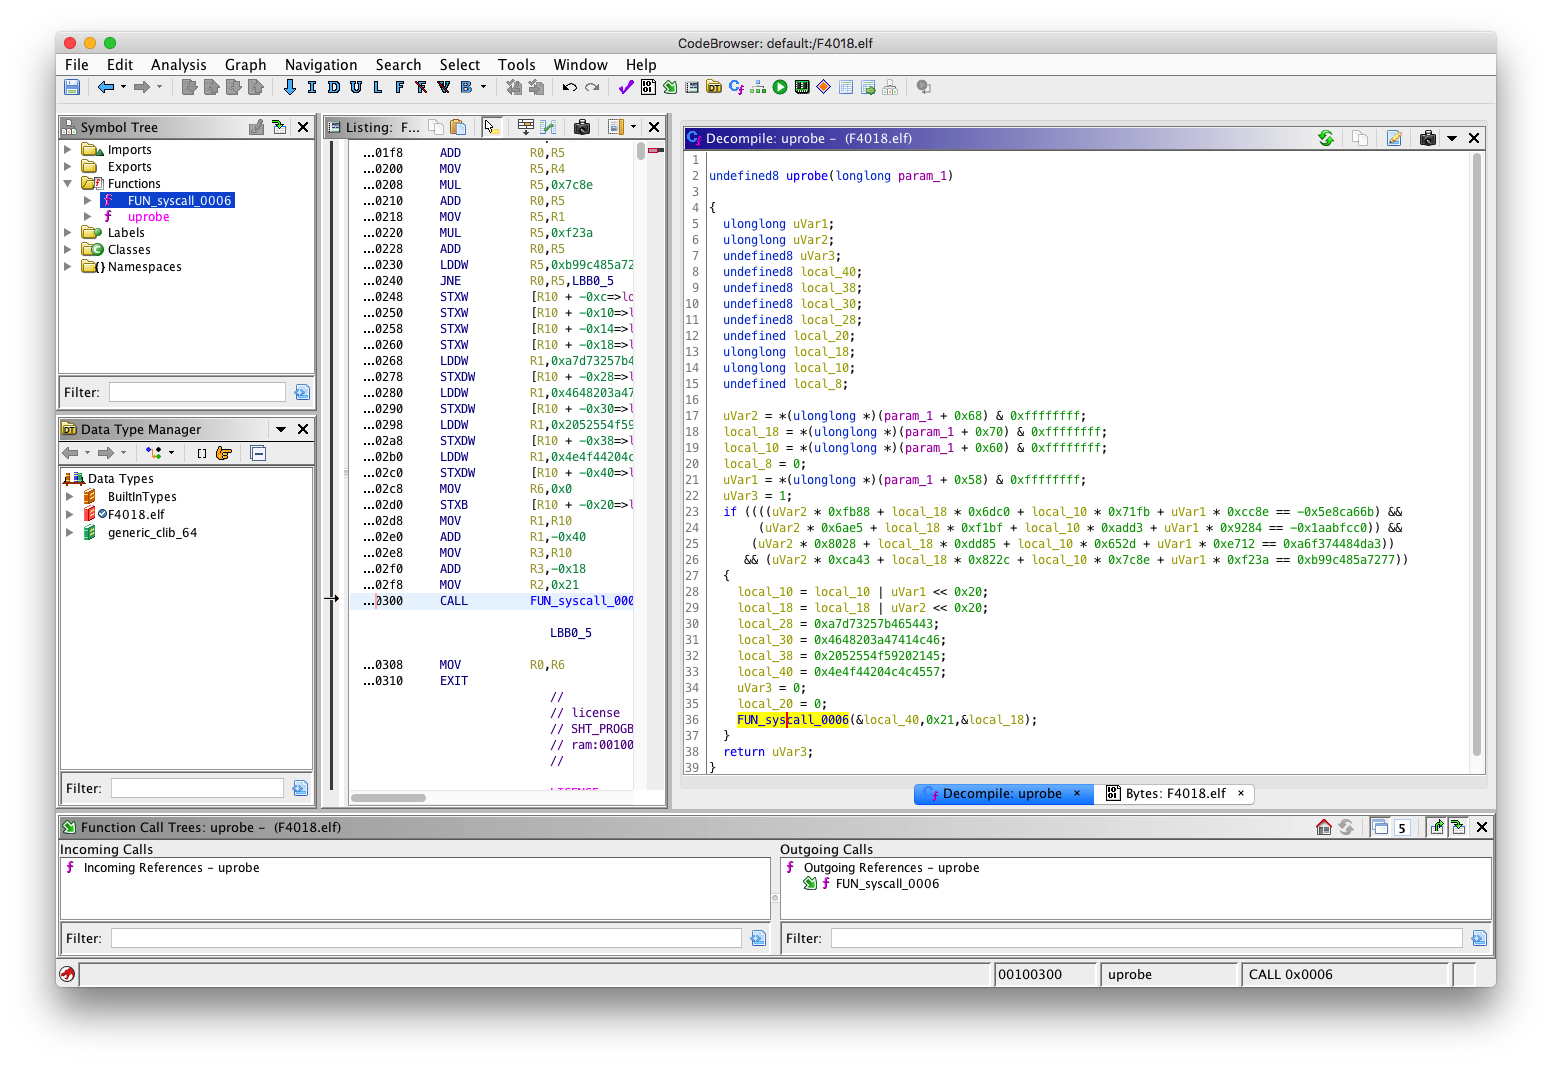 CodeBrowser: default:/F4018.elf
File Edit Analysis Graph Navigation Search Select Tools Window Help
I D U L F B
Symbol Tree
Imports
Exports
Functions
FUN_syscall_0006
uprobe
Labels
Classes
Namespaces
Filter:
Data Type Manager
Data Types
BuiltInTypes
F4018.elf
generic_clib_64
Filter:
Listing: F...
...01f8 ADD R0,R5
...0200 MOV R5,R4
...0208 MUL R5,0x7c8e
...0210 ADD R0,R5
...0218 MOV R5,R1
...0220 MUL R5,0xf23a
...0228 ADD R0,R5
...0230 LDDW R5,0xb99c485a72
...0240 JNE R0,R5,LBB0_5
...0248 STXW [R10 + -0xc=>lo
...0250 STXW [R10 + -0x10=>l
...0258 STXW [R10 + -0x14=>l
...0260 STXW [R10 + -0x18=>l
...0268 LDDW R1,0xa7d73257b4
...0278 STXDW [R10 + -0x28=>l
...0280 LDDW R1,0x4648203a47
...0290 STXDW [R10 + -0x30=>l
...0298 LDDW R1,0x2052554f59
...02a8 STXDW [R10 + -0x38=>l
...02b0 LDDW R1,0x4e4f44204c
...02c0 STXDW [R10 + -0x40=>l
...02c8 MOV R6,0x0
...02d0 STXB [R10 + -0x20=>l
...02d8 MOV R1,R10
...02e0 ADD R1,-0x40
...02e8 MOV R3,R10
...02f0 ADD R3,-0x18
...02f8 MOV R2,0x21
...0300 CALL FUN_syscall_000
LBB0_5
...0308 MOV R0,R6
...0310 EXIT
//
// license
// SHT_PROGB
// ram:00100
//
Decompile: uprobe - (F4018.elf)
1
2 undefined8 uprobe(longlong param_1)
3
4 {
5 ulonglong uVar1;
6 ulonglong uVar2;
7 undefined8 uVar3;
8 undefined8 local_40;
9 undefined8 local_38;
10 undefined8 local_30;
11 undefined8 local_28;
12 undefined local_20;
13 ulonglong local_18;
14 ulonglong local_10;
15 undefined local_8;
16
17 uVar2 = *(ulonglong *)(param_1 + 0x68) & 0xffffffff;
18 local_18 = *(ulonglong *)(param_1 + 0x70) & 0xffffffff;
19 local_10 = *(ulonglong *)(param_1 + 0x60) & 0xffffffff;
20 local_8 = 0;
21 uVar1 = *(ulonglong *)(param_1 + 0x58) & 0xffffffff;
22 uVar3 = 1;
23 if ((((uVar2 * 0xfb88 + local_18 * 0x6dc0 + local_10 * 0x71fb + uVar1 * 0xcc8e == -0x5e8ca66b) &&
24 (uVar2 * 0x6ae5 + local_18 * 0xf1bf + local_10 * 0xadd3 + uVar1 * 0x9284 == -0x1aabfcc0)) &&
25 (uVar2 * 0x8028 + local_18 * 0xdd85 + local_10 * 0x652d + uVar1 * 0xe712 == 0xa6f374484da3))
26 && (uVar2 * 0xca43 + local_18 * 0x822c + local_10 * 0x7c8e + uVar1 * 0xf23a == 0xb99c485a7277))
27 {
28 local_10 = local_10 | uVar1 << 0x20;
29 local_18 = local_18 | uVar2 << 0x20;
30 local_28 = 0xa7d73257b465443;
31 local_30 = 0x4648203a47414c46;
32 local_38 = 0x2052554f59202145;
33 local_40 = 0x4e4f44204c4c4557;
34 uVar3 = 0;
35 local_20 = 0;
36 FUN_syscall_0006(&local_40,0x21,&local_18);
37 }
38 return uVar3;
39 }
Decompile: uprobe × Bytes: F4018.elf ×
Function Call Trees: uprobe - (F4018.elf)
5
Incoming Calls
Incoming References - uprobe
Filter:
Outgoing Calls
Outgoing References - uprobe
FUN_syscall_0006
Filter:
00100300 uprobe CALL 0x0006